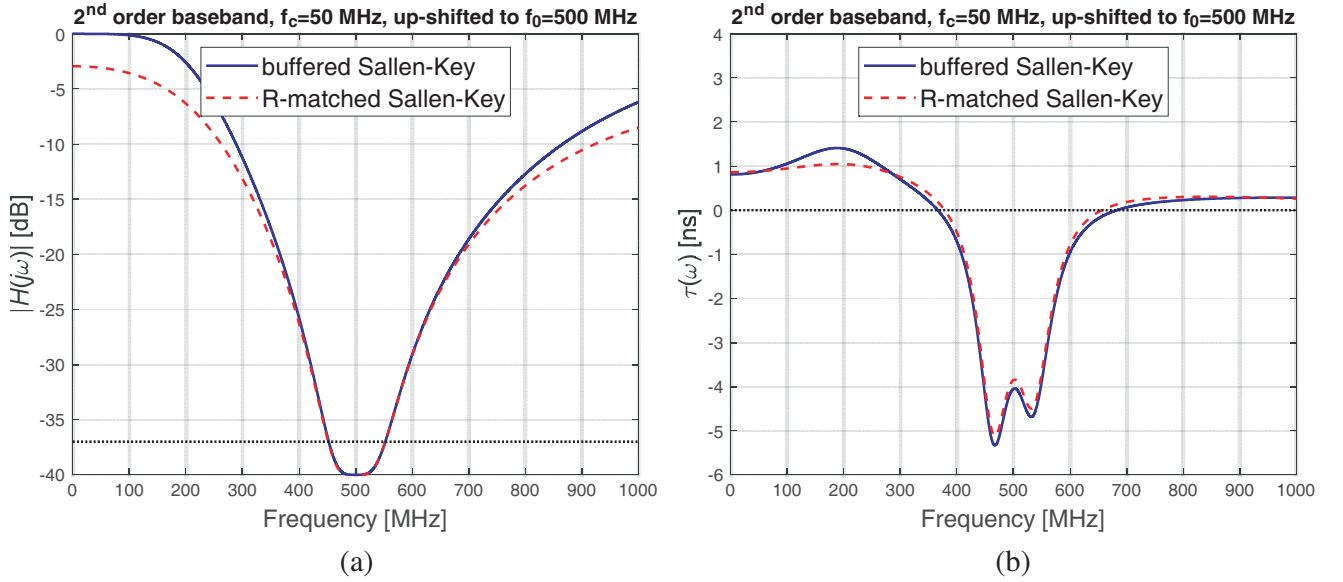 2nd order baseband, fc=50 MHz, up-shifted to f0=500 MHz
buffered Sallen-Key
R-matched Sallen-Key
|H(jω)| [dB]
0
-5
-10
-15
-20
-25
-30
-35
-40
0 100 200 300 400 500 600 700 800 900 1000
Frequency [MHz]
(a)
2nd order baseband, fc=50 MHz, up-shifted to f0=500 MHz
buffered Sallen-Key
R-matched Sallen-Key
τ(ω) [ns]
4
3
2
1
0
-1
-2
-3
-4
-5
-6
0 100 200 300 400 500 600 700 800 900 1000
Frequency [MHz]
(b)